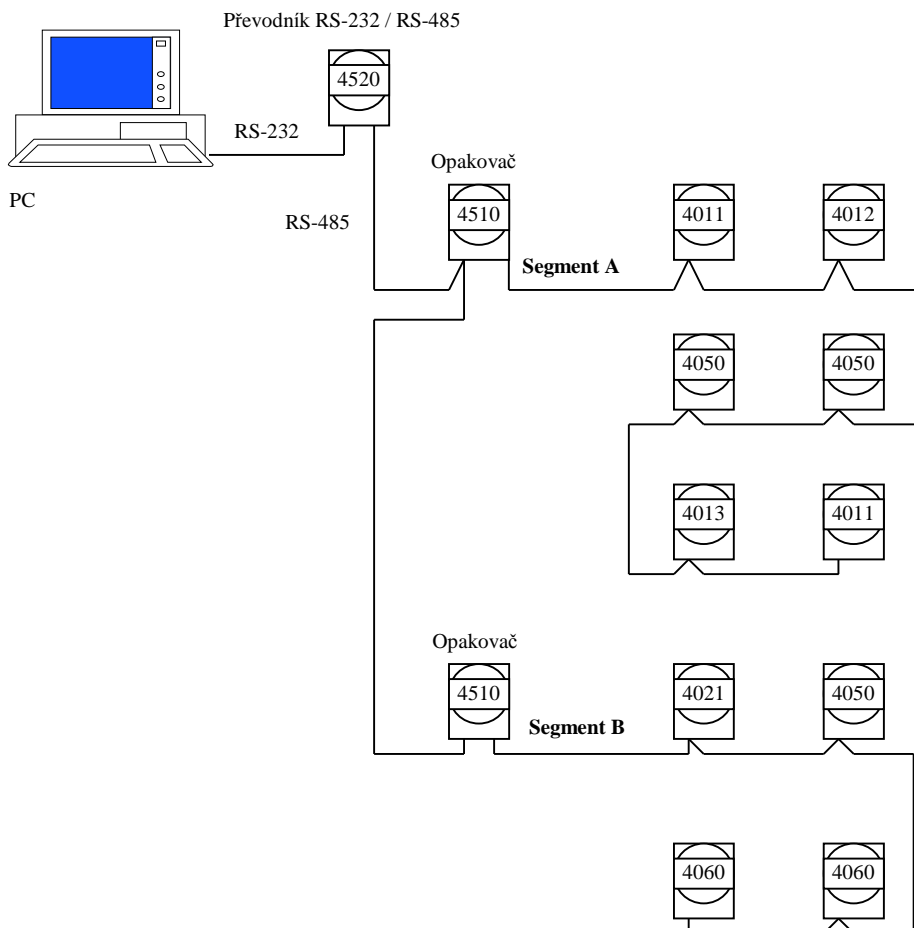 Převodník RS-232 / RS-485
4520
RS-232
PC
RS-485
Opakovač
4510
Segment A
4011
4012
4050
4050
4013
4011
Opakovač
4510
Segment B
4021
4050
4060
4060